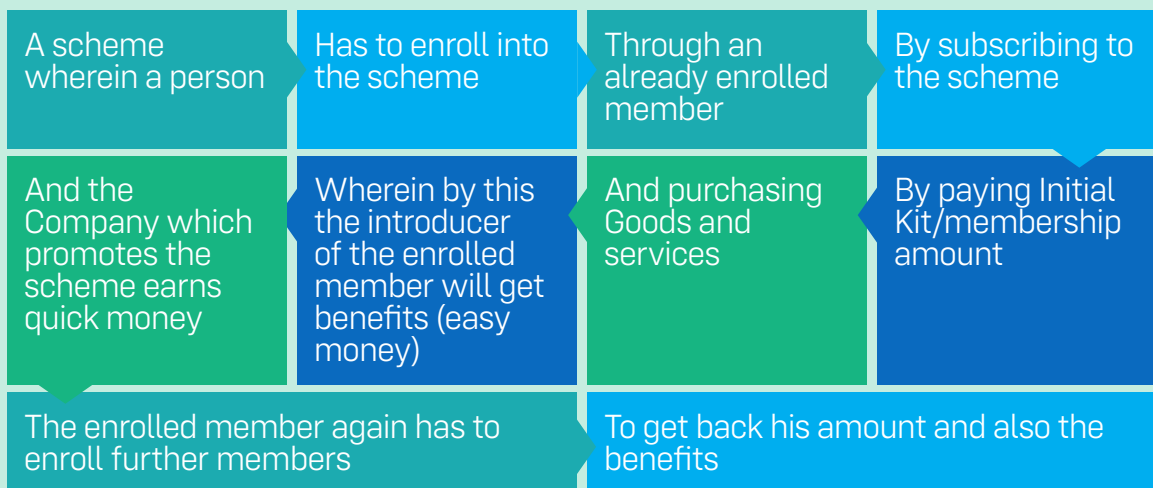 A scheme
wherein a person
Has to enroll into
the scheme
Through an
already enrolled
member
By subscribing to
the scheme
By paying Initial
Kit/membership
amount
And purchasing
Goods and
services
Wherein by this
the introducer
of the enrolled
member will get
benefits (easy
money)
And the
Company which
promotes the
scheme earns
quick money
The enrolled member again has to
enroll further members
To get back his amount and also the
benefits